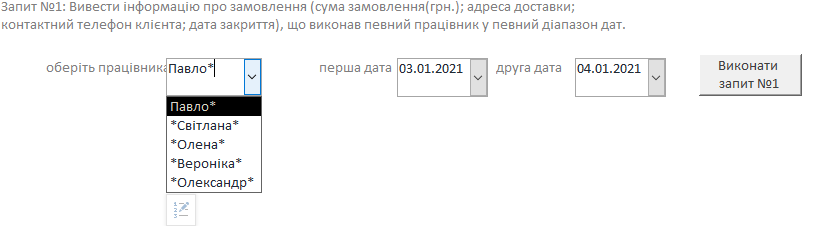 Запит №1: Вивести інформацію про замовлення (сума замовлення(грн.); адреса доставки;
контактний телефон клієнта; дата закриття), що виконав певний працівник у певний діапазон дат.
оберіть працівника Павло* перша дата 03.01.2021 друга дата 04.01.2021 Виконати
запит №1
Павло*
*Світлана*
*Олена*
*Вероніка*
*Олександр*